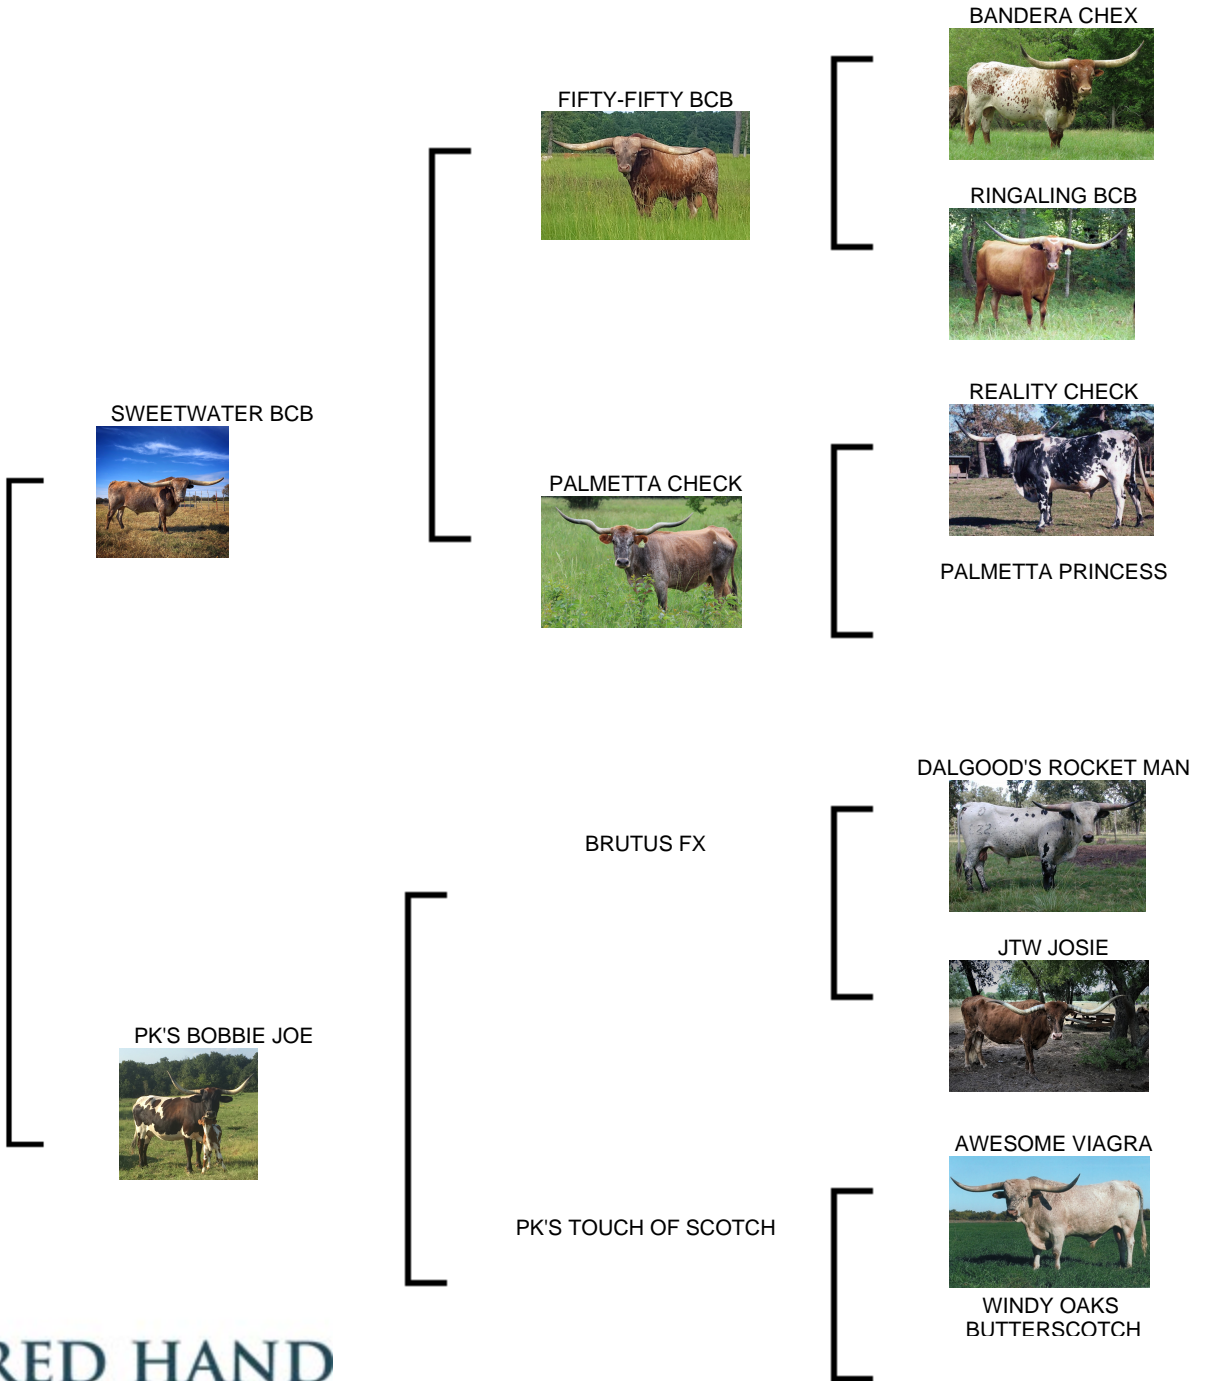 BANDERA CHEX
FIFTY-FIFTY BCB
RINGALING BCB
REALITY CHECK
SWEETWATER BCB
PALMETTA CHECK
PALMETTA PRINCESS
DALGOOD'S ROCKET MAN
BRUTUS FX
JTW JOSIE
PK'S BOBBIE JOE
AWESOME VIAGRA
PK'S TOUCH OF SCOTCH
WINDY OAKS
BUTTERSCOTCH
RED HAND